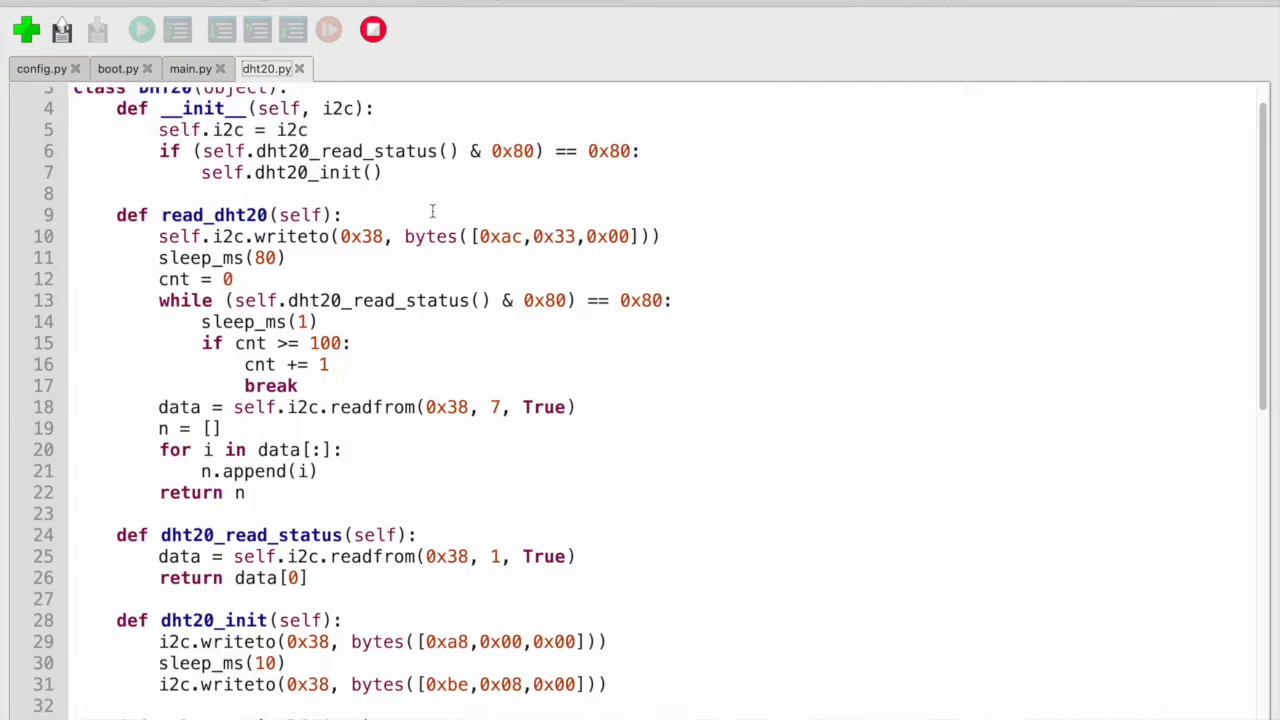 config.py
boot.py
main.py
dht20.py
3 class Dht20(object):
4     def __init__(self, i2c):
5         self.i2c = i2c
6         if (self.dht20_read_status() & 0x80) == 0x80:
7             self.dht20_init()
8
9     def read_dht20(self):
10         self.i2c.writeto(0x38, bytes([0xac,0x33,0x00]))
11         sleep_ms(80)
12         cnt = 0
13         while (self.dht20_read_status() & 0x80) == 0x80:
14             sleep_ms(1)
15             if cnt >= 100:
16                 cnt += 1
17                 break
18         data = self.i2c.readfrom(0x38, 7, True)
19         n = []
20         for i in data[:]:
21             n.append(i)
22         return n
23
24     def dht20_read_status(self):
25         data = self.i2c.readfrom(0x38, 1, True)
26         return data[0]
27
28     def dht20_init(self):
29         i2c.writeto(0x38, bytes([0xa8,0x00,0x00]))
30         sleep_ms(10)
31         i2c.writeto(0x38, bytes([0xbe,0x08,0x00]))
32